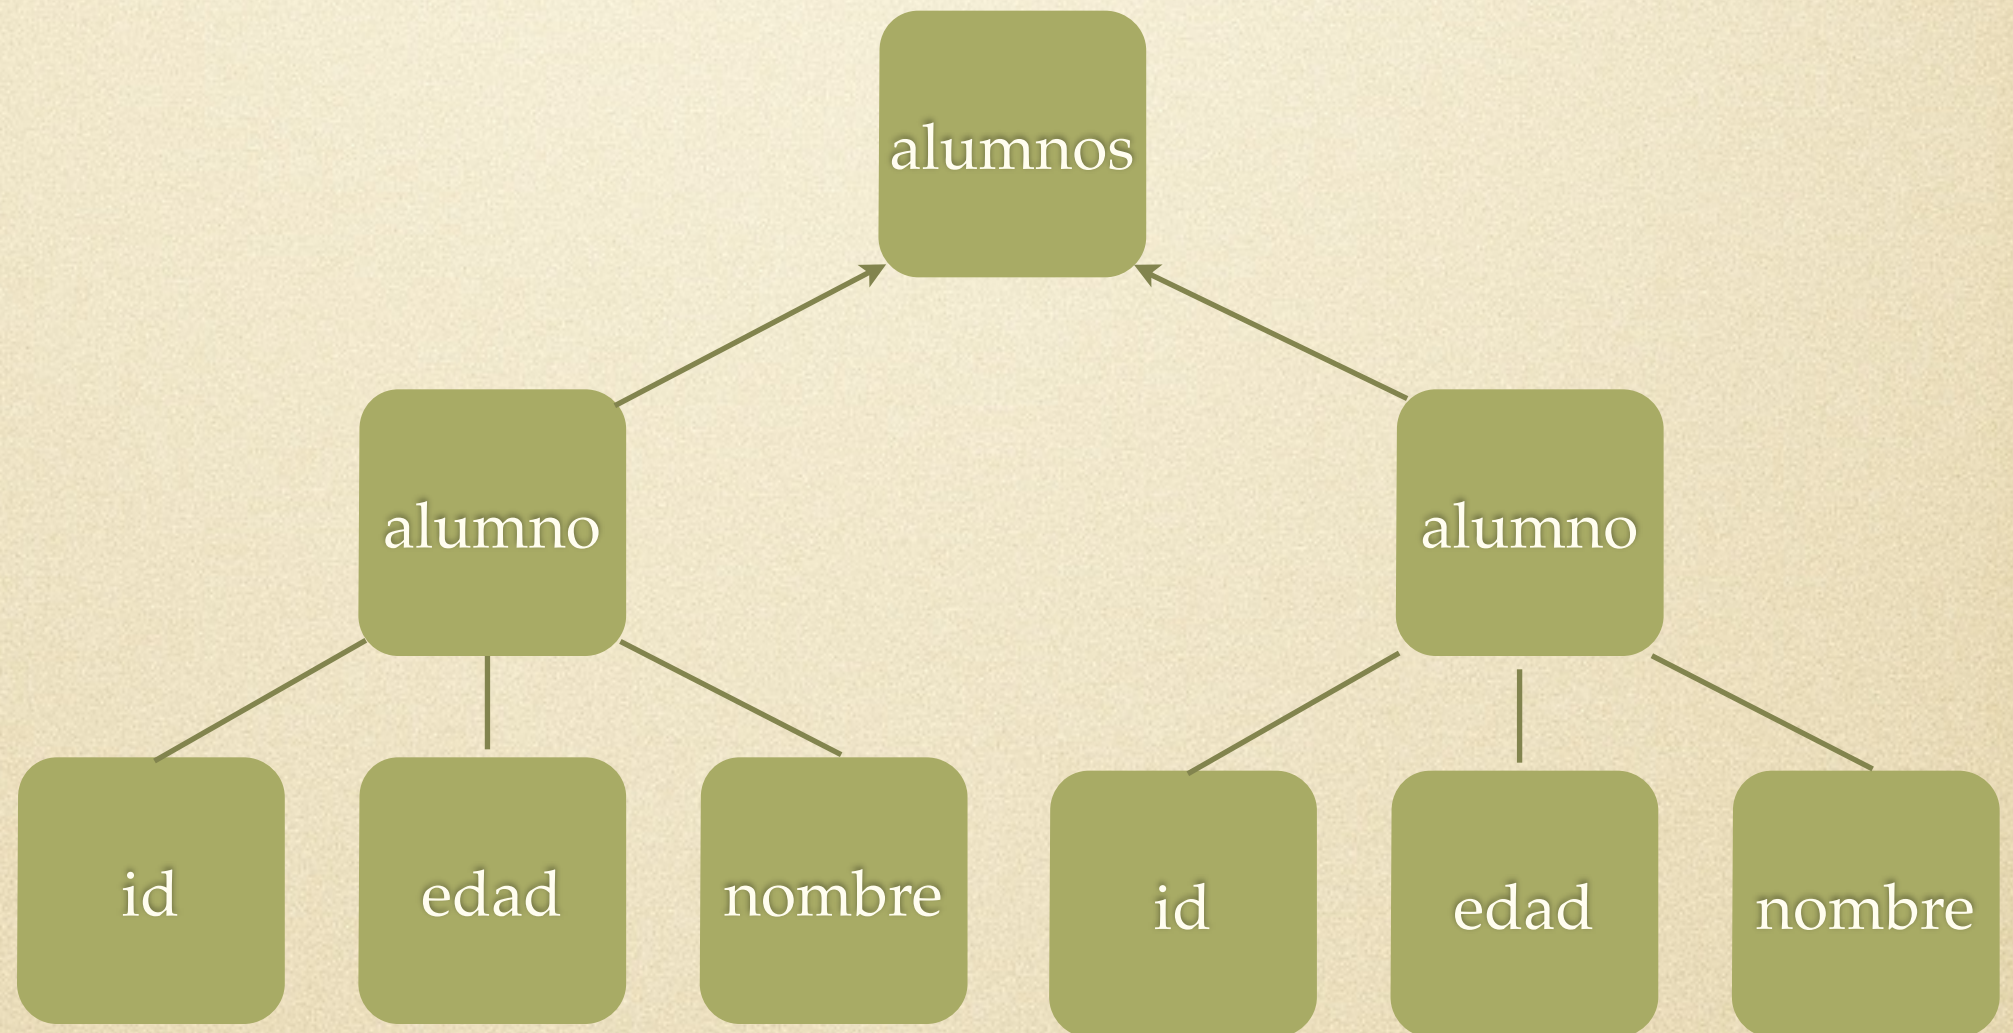 alumnos
alumno
alumno
id
edad
nombre
id
edad
nombre